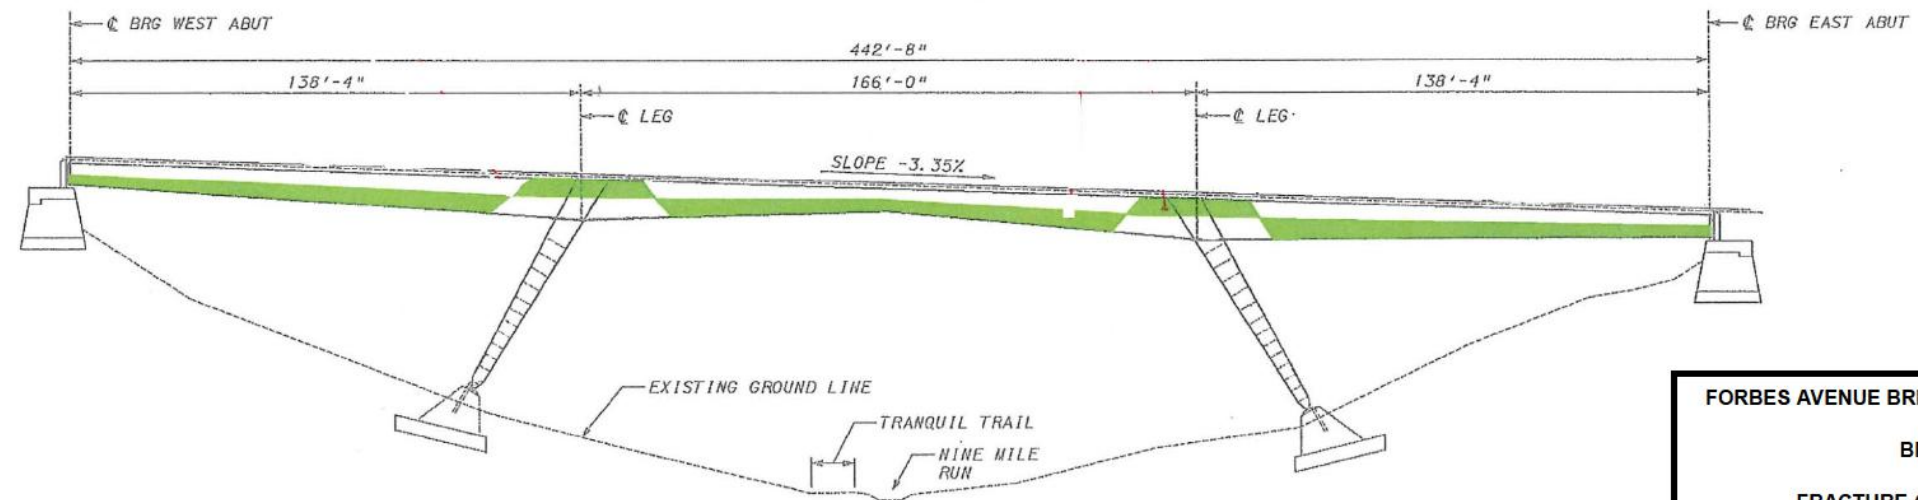 ℄ BRG WEST ABUT
℄ BRG EAST ABUT
442'-8"
138'-4"
166'-0"
138'-4"
℄ LEG
℄ LEG
SLOPE -3.35%
EXISTING GROUND LINE
TRANQUIL TRAIL
NINE MILE
RUN
FORBES AVENUE